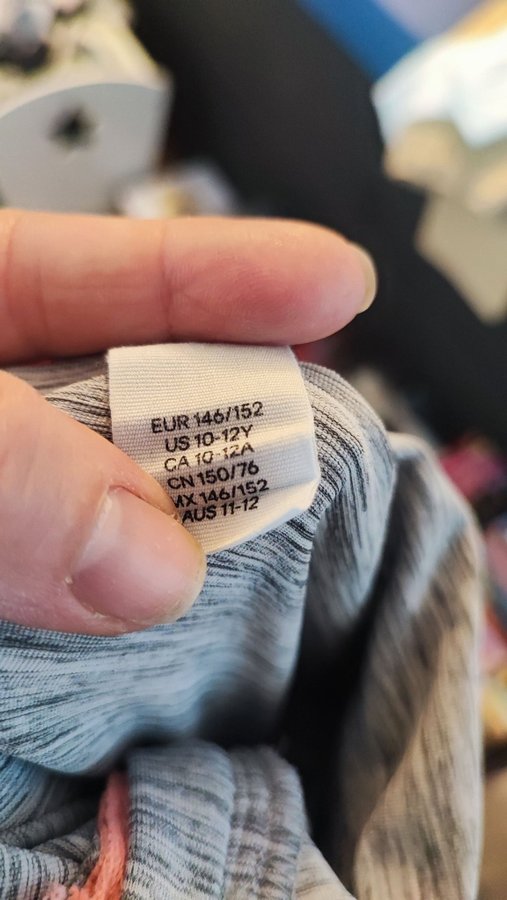 EUR 146/152
US 10-12Y
CA 10-12A
CN 150/76
MX 146/152
AUS 11-12